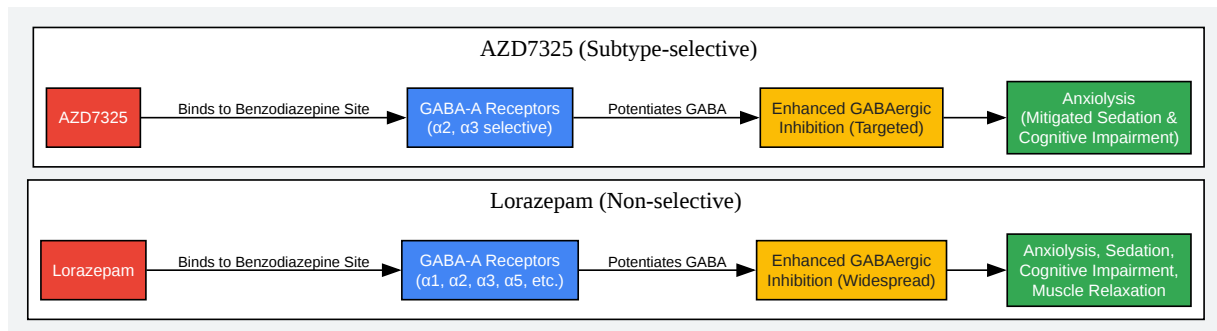 AZD7325 (Subtype-selective)
AZD7325
Binds to Benzodiazepine Site
GABA-A Receptors
(α2, α3 selective)
Potentiates GABA
Enhanced GABAergic
Inhibition (Targeted)
Anxiolysis
(Mitigated Sedation &
Cognitive Impairment)
Lorazepam (Non-selective)
Lorazepam
Binds to Benzodiazepine Site
GABA-A Receptors
(α1, α2, α3, α5, etc.)
Potentiates GABA
Enhanced GABAergic
Inhibition (Widespread)
Anxiolysis, Sedation,
Cognitive Impairment,
Muscle Relaxation